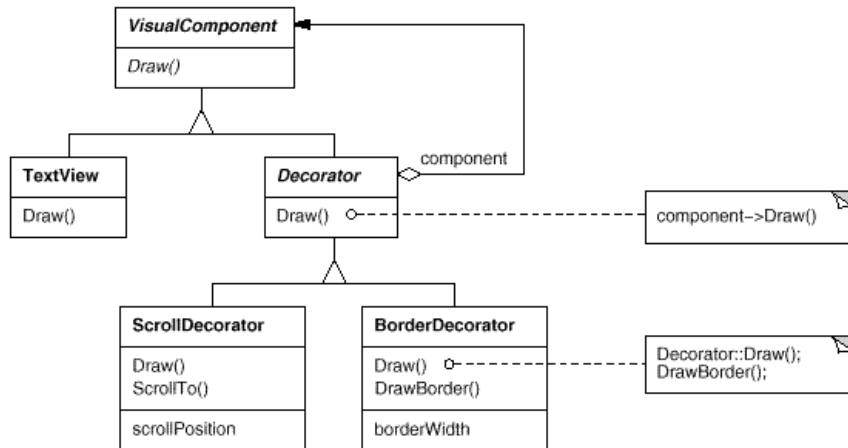 VisualComponent
Draw()
component
TextView
Draw()
Decorator
Draw()
component->Draw()
ScrollDecorator
Draw()
ScrollTo()
scrollPosition
BorderDecorator
Draw()
DrawBorder()
borderWidth
Decorator::Draw();
DrawBorder();